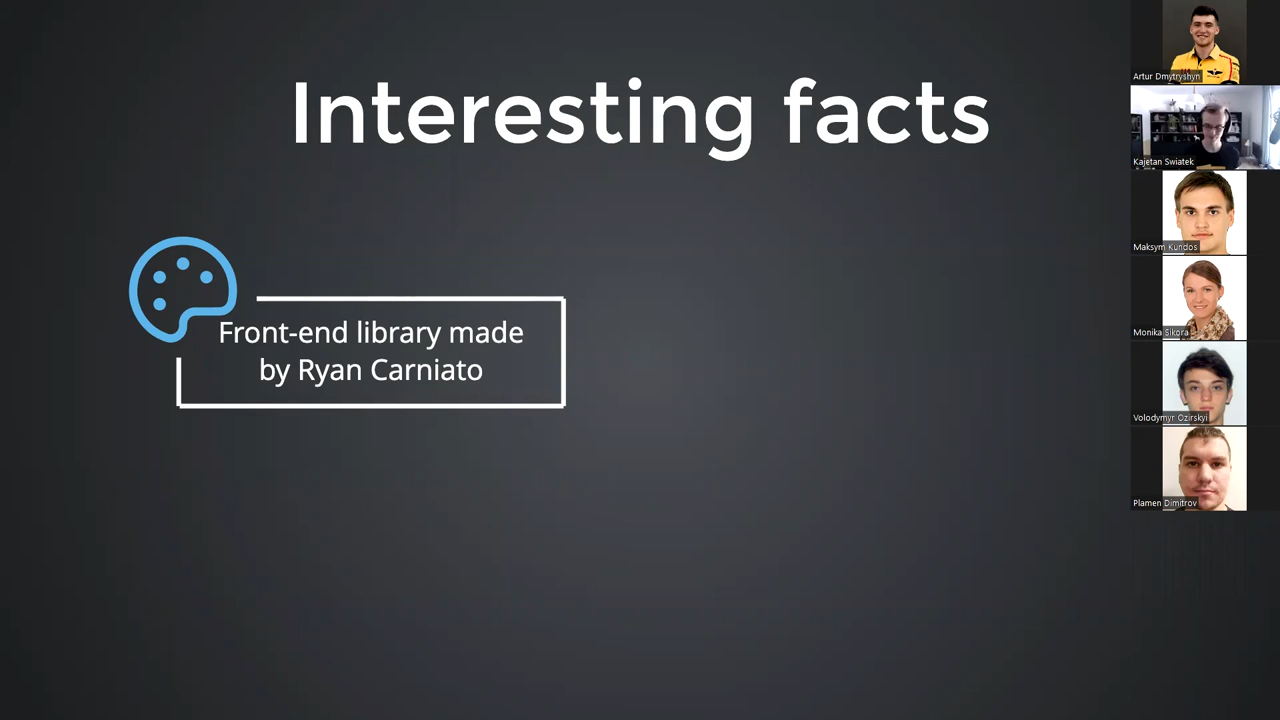 Interesting facts
Front-end library made
by Ryan Carniato
Artur Dmytryshyn
Kajetan Swiatek
Maksym Kundos
Monika Sikora
Volodymyr Ozirskyi
Plamen Dimitrov